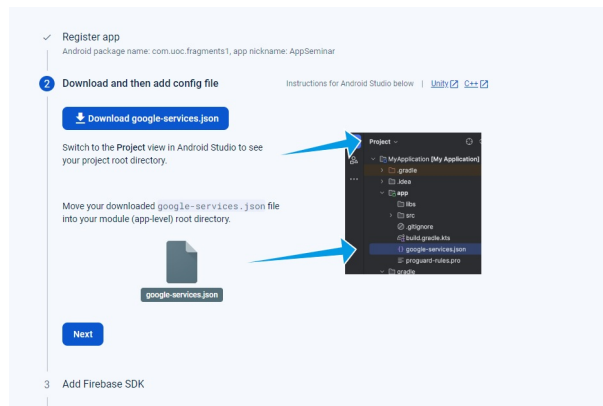 Register app
Android package name: com.uoc.fragments1, app nickname: AppSeminar
2 Download and then add config file
Instructions for Android Studio below | Unity C++
Download google-services.json
Switch to the Project view in Android Studio to see
your project root directory.
Move your downloaded google-services.json file
into your module (app-level) root directory.
google-services.json
Next
Project
MyApplication [My Application]
.gradle
.idea
app
libs
src
.gitignore
build.gradle.kts
google-services.json
proguard-rules.pro
gradle
3 Add Firebase SDK